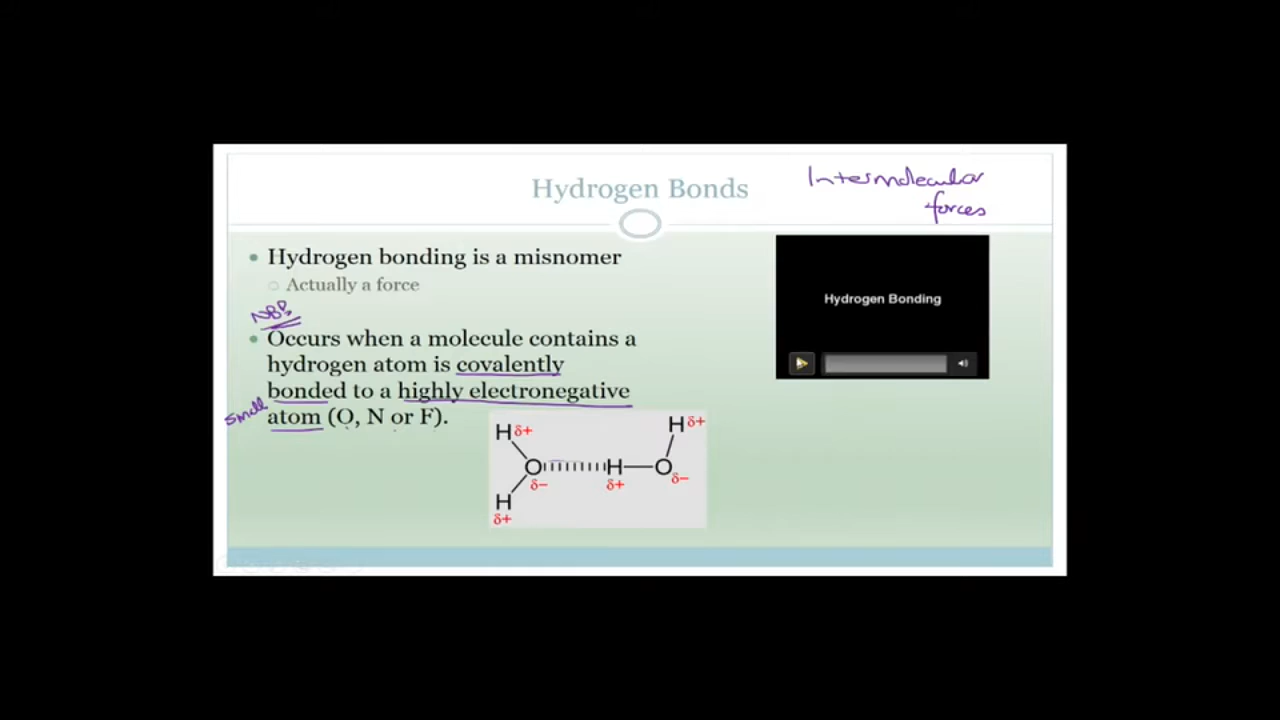 Hydrogen Bonds
Intermolecular
forces
Hydrogen bonding is a misnomer
Actually a force
NBB
Occurs when a molecule contains a
hydrogen atom is covalently
bonded to a highly electronegative
small
atom (O, N or F).
Hydrogen Bonding
H δ+
H δ+
O H O
δ− δ+ δ−
H
δ+